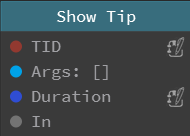 Show Tip
TID
Args: []
Duration
In